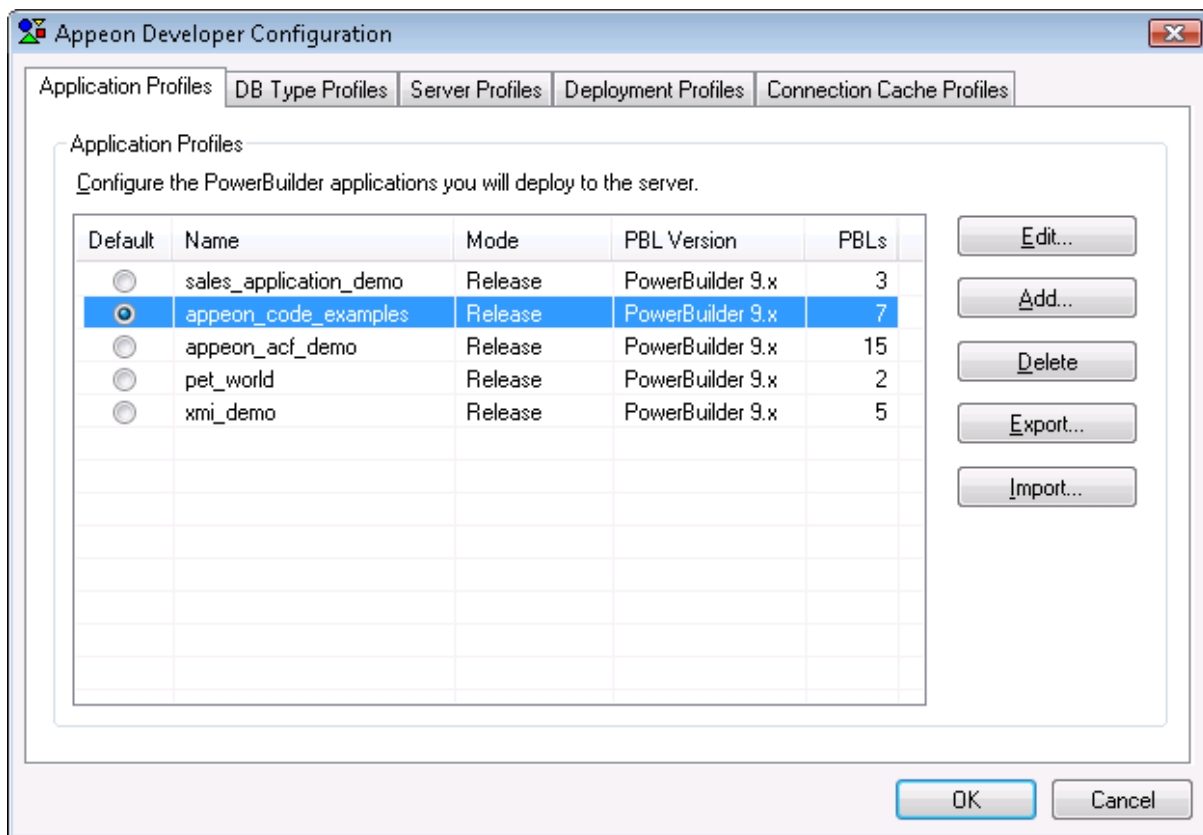 Appeon Developer Configuration
Application Profiles DB Type Profiles Server Profiles Deployment Profiles Connection Cache Profiles
Application Profiles
Configure the PowerBuilder applications you will deploy to the server.
Default Name Mode PBL Version PBLs
sales_application_demo Release PowerBuilder 9.x 3
appeon_code_examples Release PowerBuilder 9.x 7
appeon_acf_demo Release PowerBuilder 9.x 15
pet_world Release PowerBuilder 9.x 2
xmi_demo Release PowerBuilder 9.x 5
Edit...
Add...
Delete
Export...
Import...
OK Cancel